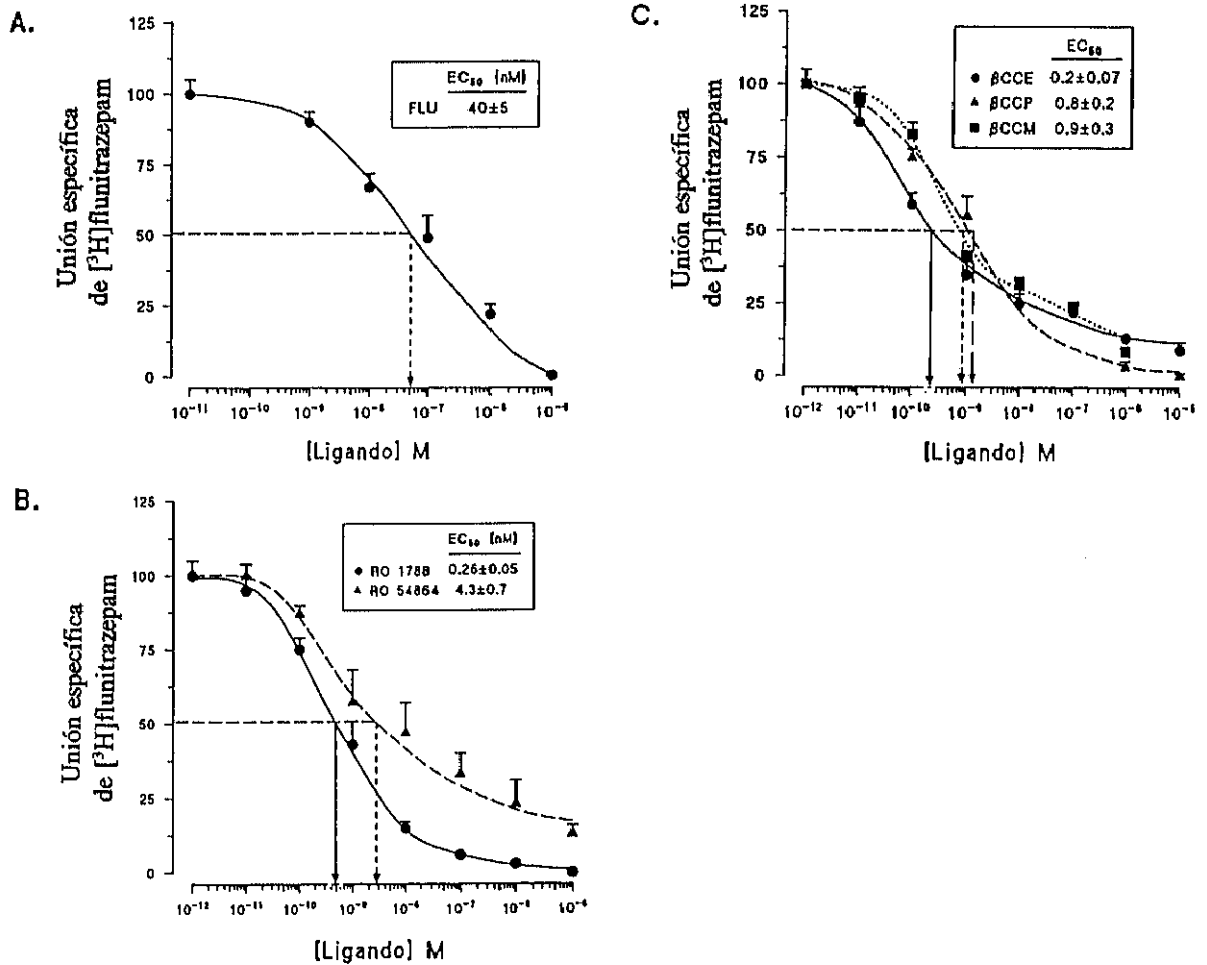 A.
Unión específica
de [³H]flunitrazepam
125
100
75
50
25
0
EC₅₀ (nM)
FLU 40±5
10⁻¹¹ 10⁻¹⁰ 10⁻⁹ 10⁻⁸ 10⁻⁷ 10⁻⁶ 10⁻⁵
[Ligando] M
C.
Unión específica
de [³H]flunitrazepam
125
100
75
50
25
0
EC₅₀
βCCE 0.2±0.07
βCCP 0.8±0.2
βCCM 0.9±0.3
10⁻¹² 10⁻¹¹ 10⁻¹⁰ 10⁻⁹ 10⁻⁸ 10⁻⁷ 10⁻⁶ 10⁻⁵
[Ligando] M
B.
Unión específica
de [³H]flunitrazepam
125
100
75
50
25
0
EC₅₀ (nM)
RO 1788 0.26±0.05
RO 54864 4.3±0.7
10⁻¹² 10⁻¹¹ 10⁻¹⁰ 10⁻⁹ 10⁻⁸ 10⁻⁷ 10⁻⁶ 10⁻⁵
[Ligando] M